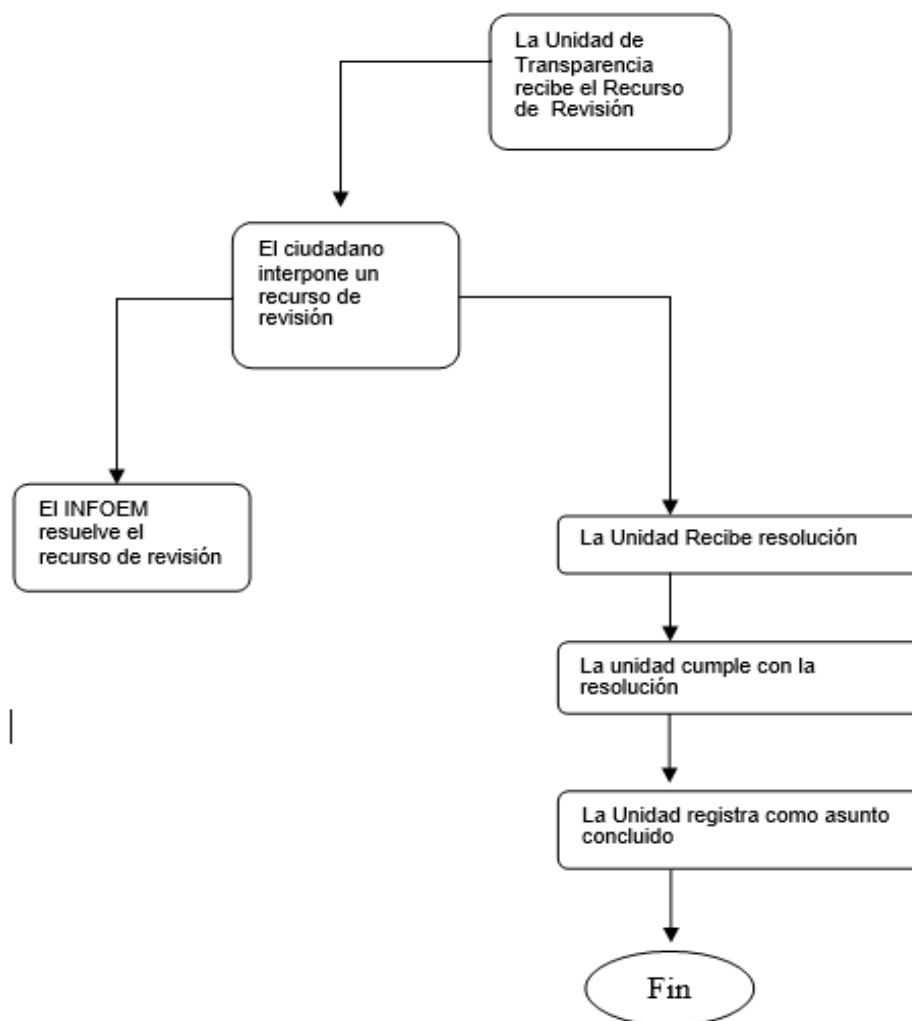 La Unidad de
Transparencia
recibe el Recurso
de Revisión
El ciudadano
interpone un
recurso de
revisión
El INFOEM
resuelve el
recurso de revisión
La Unidad Recibe resolución
La unidad cumple con la
resolución
La Unidad registra como asunto
concluido
Fin